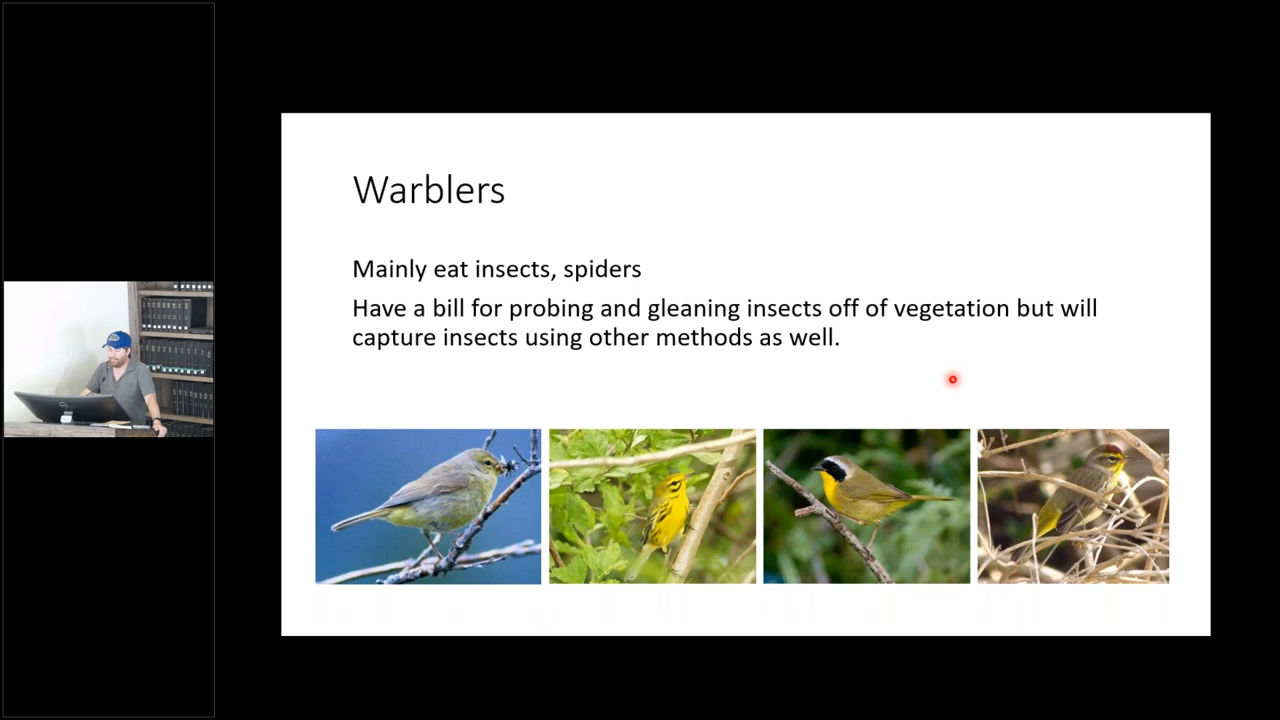 Warblers
Mainly eat insects, spiders
Have a bill for probing and gleaning insects off of vegetation but will
capture insects using other methods as well.